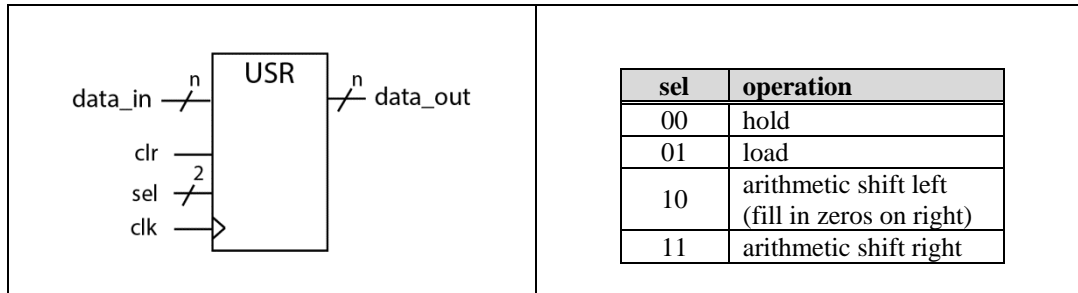 USR
n
n
data_in
data_out
clr
2
sel
clk
sel operation
00 hold
01 load
10 arithmetic shift left
(fill in zeros on right)
11 arithmetic shift right